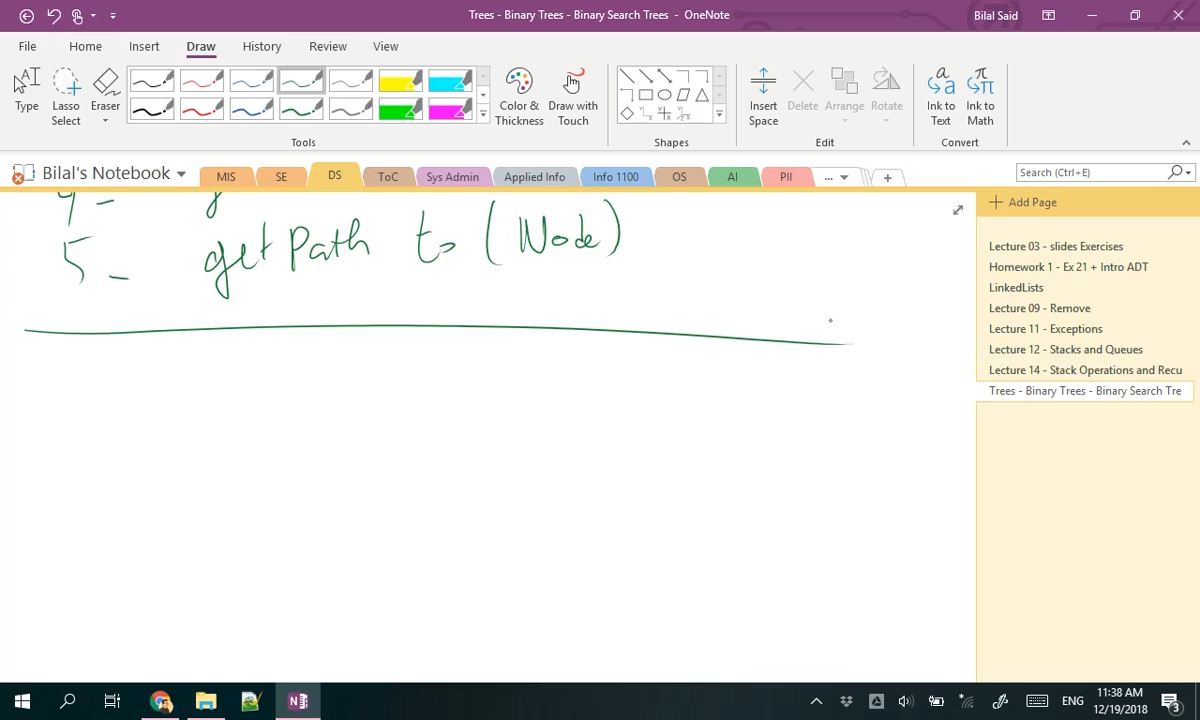 Trees - Binary Trees - Binary Search Trees - OneNote
Bilal Said
File Home Insert Draw History Review View
Type
Lasso Select
Eraser
Color & Thickness
Draw with Touch
Insert Space
Delete
Arrange
Rotate
Ink to Text
Ink to Math
Tools
Shapes
Edit
Convert
Bilal's Notebook
MIS SE DS ToC Sys Admin Applied Info Info 1100 OS AI PII ... +
Search (Ctrl+E)
Add Page
Lecture 03 - slides Exercises
Homework 1 - Ex 21 + Intro ADT
LinkedLists
Lecture 09 - Remove
Lecture 11 - Exceptions
Lecture 12 - Stacks and Queues
Lecture 14 - Stack Operations and Recu
Trees - Binary Trees - Binary Search Tre
4 -
5 - get Path to (Node)
ENG
11:38 AM
12/19/2018
3